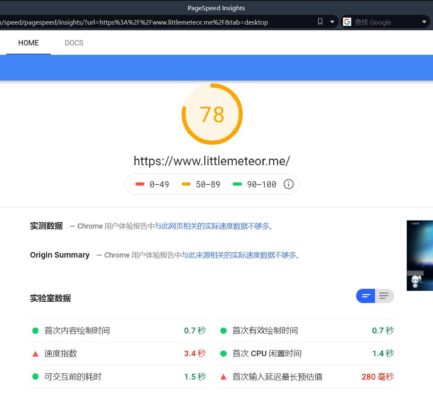 PageSpeed Insights
/speed/pagespeed/insights/?url=https%3A%2F%2Fwww.littlemeteor.me%2F&tab=desktop
查找 Google
HOME DOCS
78
https://www.littlemeteor.me/
0–49 50–89 90–100
实测数据 — Chrome 用户体验报告中与此网页相关的实际速度数据不够多。
Origin Summary — Chrome 用户体验报告中与此来源相关的实际速度数据不够多。
实验室数据
首次内容绘制时间 0.7 秒 首次有效绘制时间 0.7 秒
速度指数 3.4 秒 首次 CPU 闲置时间 1.4 秒
可交互前的耗时 1.5 秒 首次输入延迟最长预估值 280 毫秒